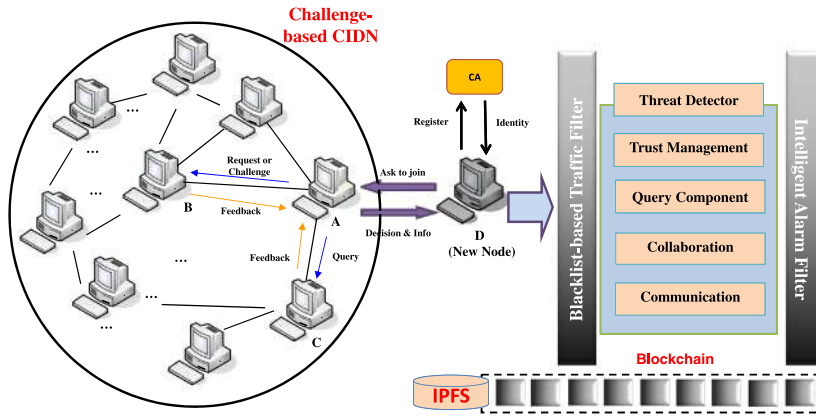 Challenge-
based CIDN
...
...
...
...
...
...
...
Request or
Challenge
B
Feedback
A
Feedback
Query
C
CA
Register
Identity
Ask to join
Decision & Info
D
(New Node)
Blacklist-based Traffic Filter
Threat Detector
Trust Management
Query Component
Collaboration
Communication
Intelligent Alarm Filter
Blockchain
IPFS